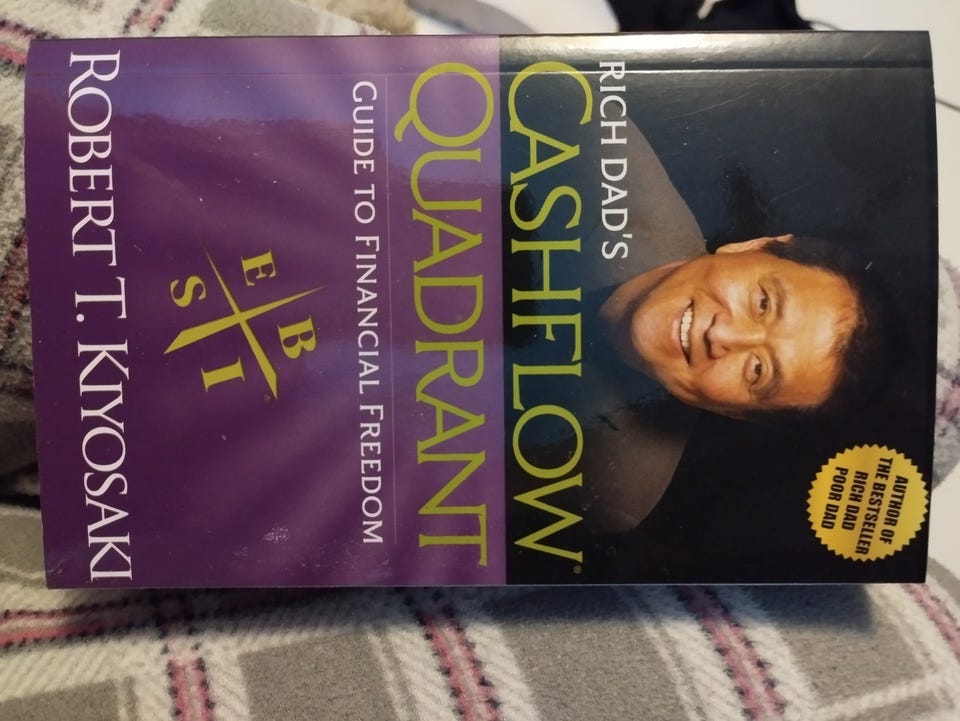 AUTHOR OF
THE BESTSELLER
RICH DAD
POOR DAD
RICH DAD'S
CASHFLOW®
QUADRANT
GUIDE TO FINANCIAL FREEDOM
E B
S I
ROBERT T. KIYOSAKI